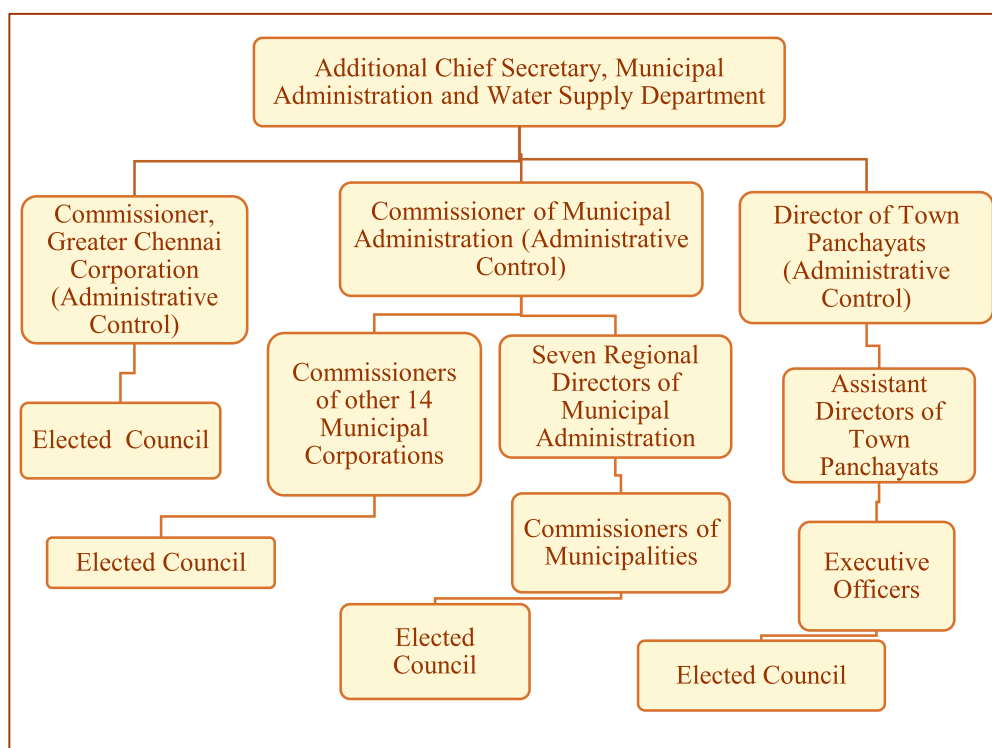 Additional Chief Secretary, Municipal
Administration and Water Supply Department
Commissioner,
Greater Chennai
Corporation
(Administrative
Control)
Commissioner of Municipal
Administration (Administrative
Control)
Director of Town
Panchayats
(Administrative
Control)
Elected Council
Commissioners
of other 14
Municipal
Corporations
Seven Regional
Directors of
Municipal
Administration
Assistant
Directors of
Town
Panchayats
Elected Council
Commissioners of
Municipalities
Executive
Officers
Elected
Council
Elected Council